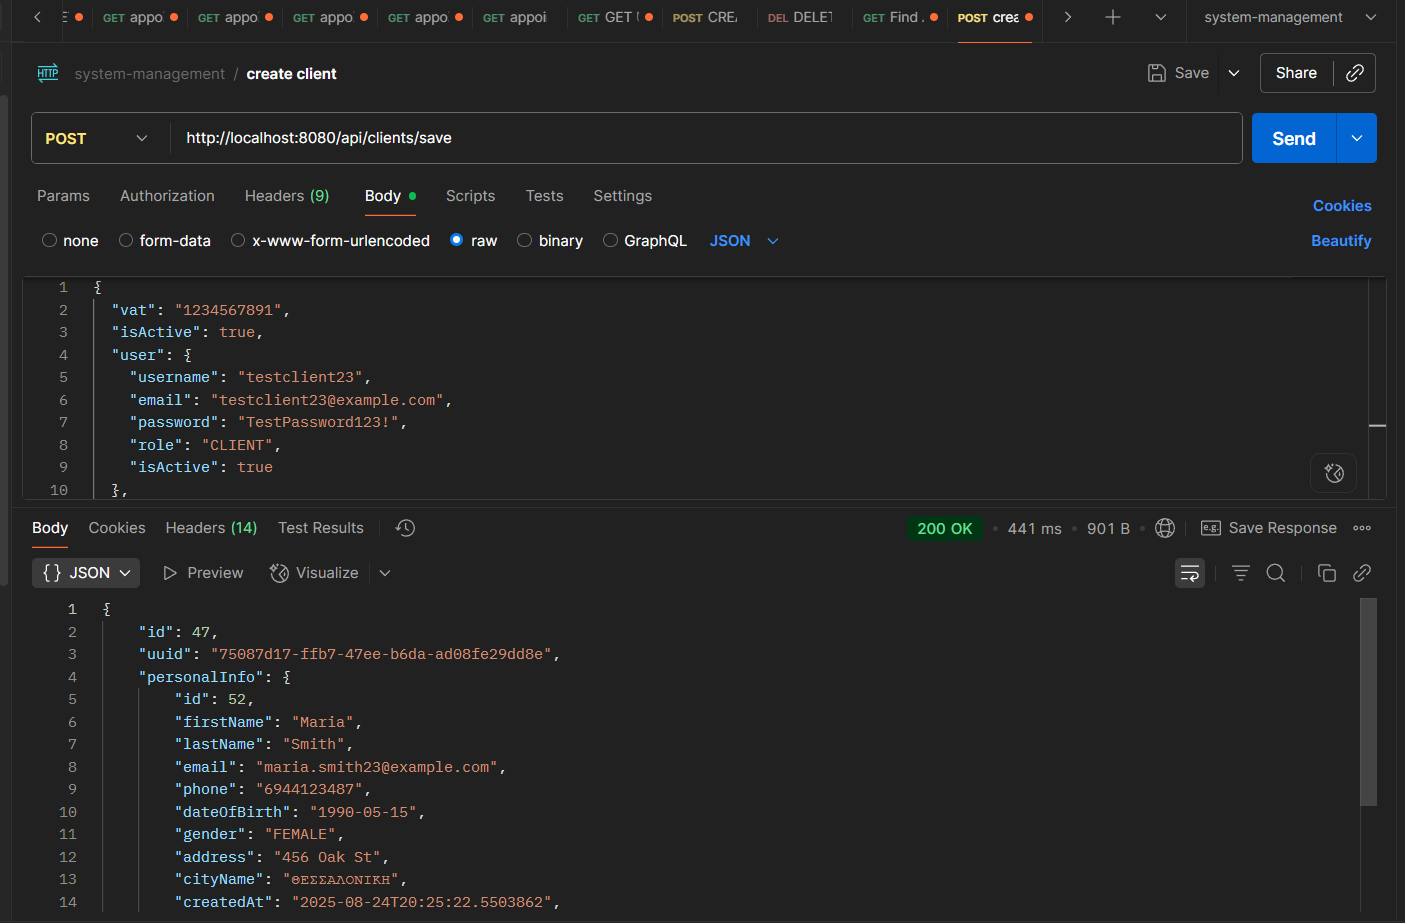 GET appo
GET appo
GET appo
GET appo
GET appoi
GET GET
POST CRE
DEL DELET
GET Find .
POST crea
system-management
HTTP system-management / create client
Save
Share
POST
http://localhost:8080/api/clients/save
Send
Params Authorization Headers (9) Body Scripts Tests Settings
Cookies
none form-data x-www-form-urlencoded raw binary GraphQL JSON
Beautify
1 {
2 "vat": "1234567891",
3 "isActive": true,
4 "user": {
5 "username": "testclient23",
6 "email": "testclient23@example.com",
7 "password": "TestPassword123!",
8 "role": "CLIENT",
9 "isActive": true
10 },
Body Cookies Headers (14) Test Results
200 OK • 441 ms • 901 B • e.g. Save Response
{} JSON Preview Visualize
1 {
2 "id": 47,
3 "uuid": "75087d17-ffb7-47ee-b6da-ad08fe29dd8e",
4 "personalInfo": {
5 "id": 52,
6 "firstName": "Maria",
7 "lastName": "Smith",
8 "email": "maria.smith23@example.com",
9 "phone": "6944123487",
10 "dateOfBirth": "1990-05-15",
11 "gender": "FEMALE",
12 "address": "456 Oak St",
13 "cityName": "ΘΕΣΣΑΛΟΝΙΚΗ",
14 "createdAt": "2025-08-24T20:25:22.5503862",